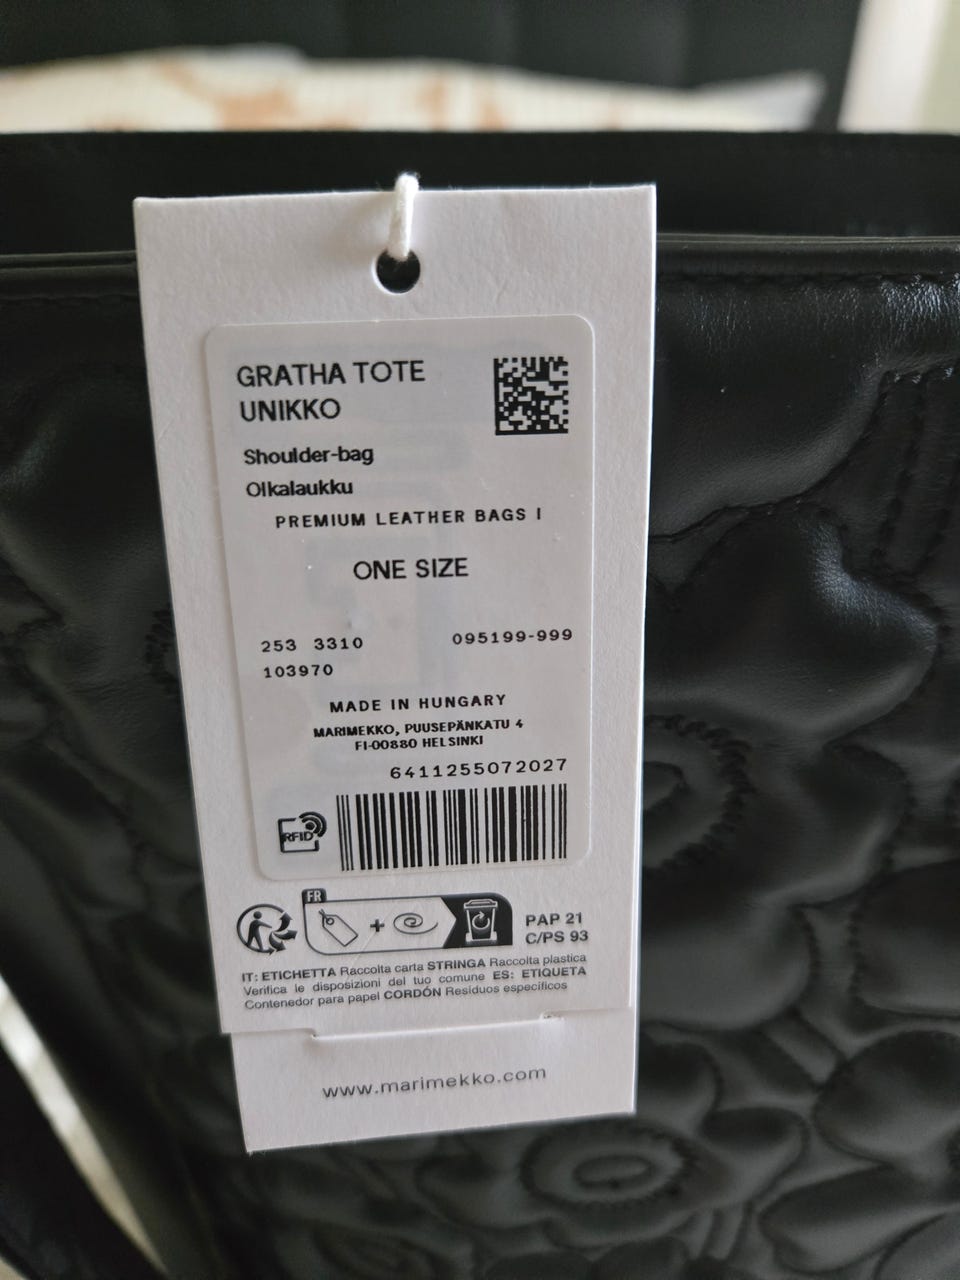 GRATHA TOTE
UNIKKO
Shoulder-bag
Olkalaukku
PREMIUM LEATHER BAGS I
ONE SIZE
253 3310 095199-999
103970
MADE IN HUNGARY
MARIMEKKO, PUUSEPÄNKATU 4
FI-00880 HELSINKI
6411255072027
RFID
FR
+
PAP 21
C/PS 93
IT: ETICHETTA Raccolta carta STRINGA Raccolta plastica
Verifica le disposizioni del tuo comune ES: ETIQUETA
Contenedor para papel CORDÓN Residuos específicos
www.marimekko.com